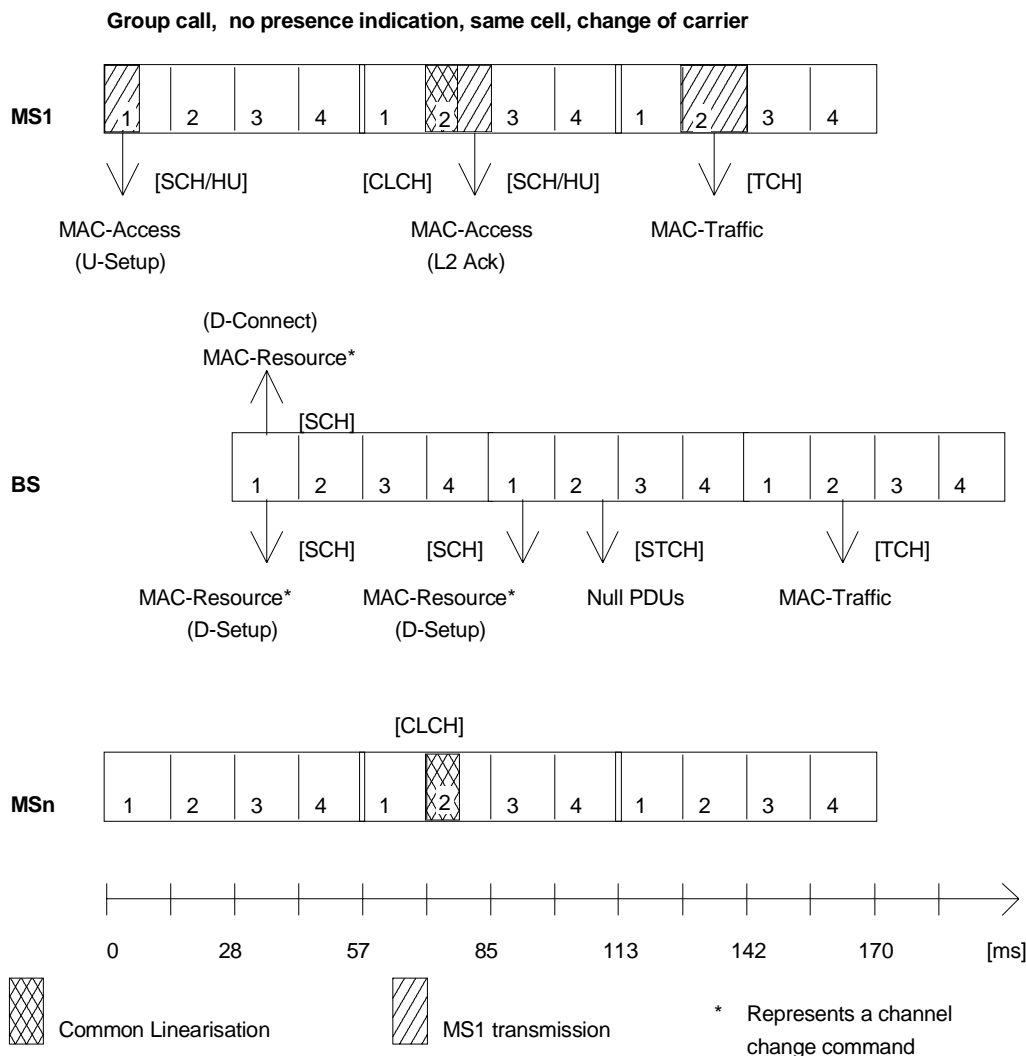 Group call, no presence indication, same cell, change of carrier
MS1
1 2 3 4 1 2 3 4 1 2 3 4
[SCH/HU] [CLCH] [SCH/HU] [TCH]
MAC-Access MAC-Access MAC-Traffic
(U-Setup) (L2 Ack)
(D-Connect)
MAC-Resource*
[SCH]
BS
1 2 3 4 1 2 3 4 1 2 3 4
[SCH] [SCH] [STCH] [TCH]
MAC-Resource* MAC-Resource* Null PDUs MAC-Traffic
(D-Setup) (D-Setup)
[CLCH]
MSn
1 2 3 4 1 2 3 4 1 2 3 4
0 28 57 85 113 142 170 [ms]
Common Linearisation MS1 transmission * Represents a channel
change command